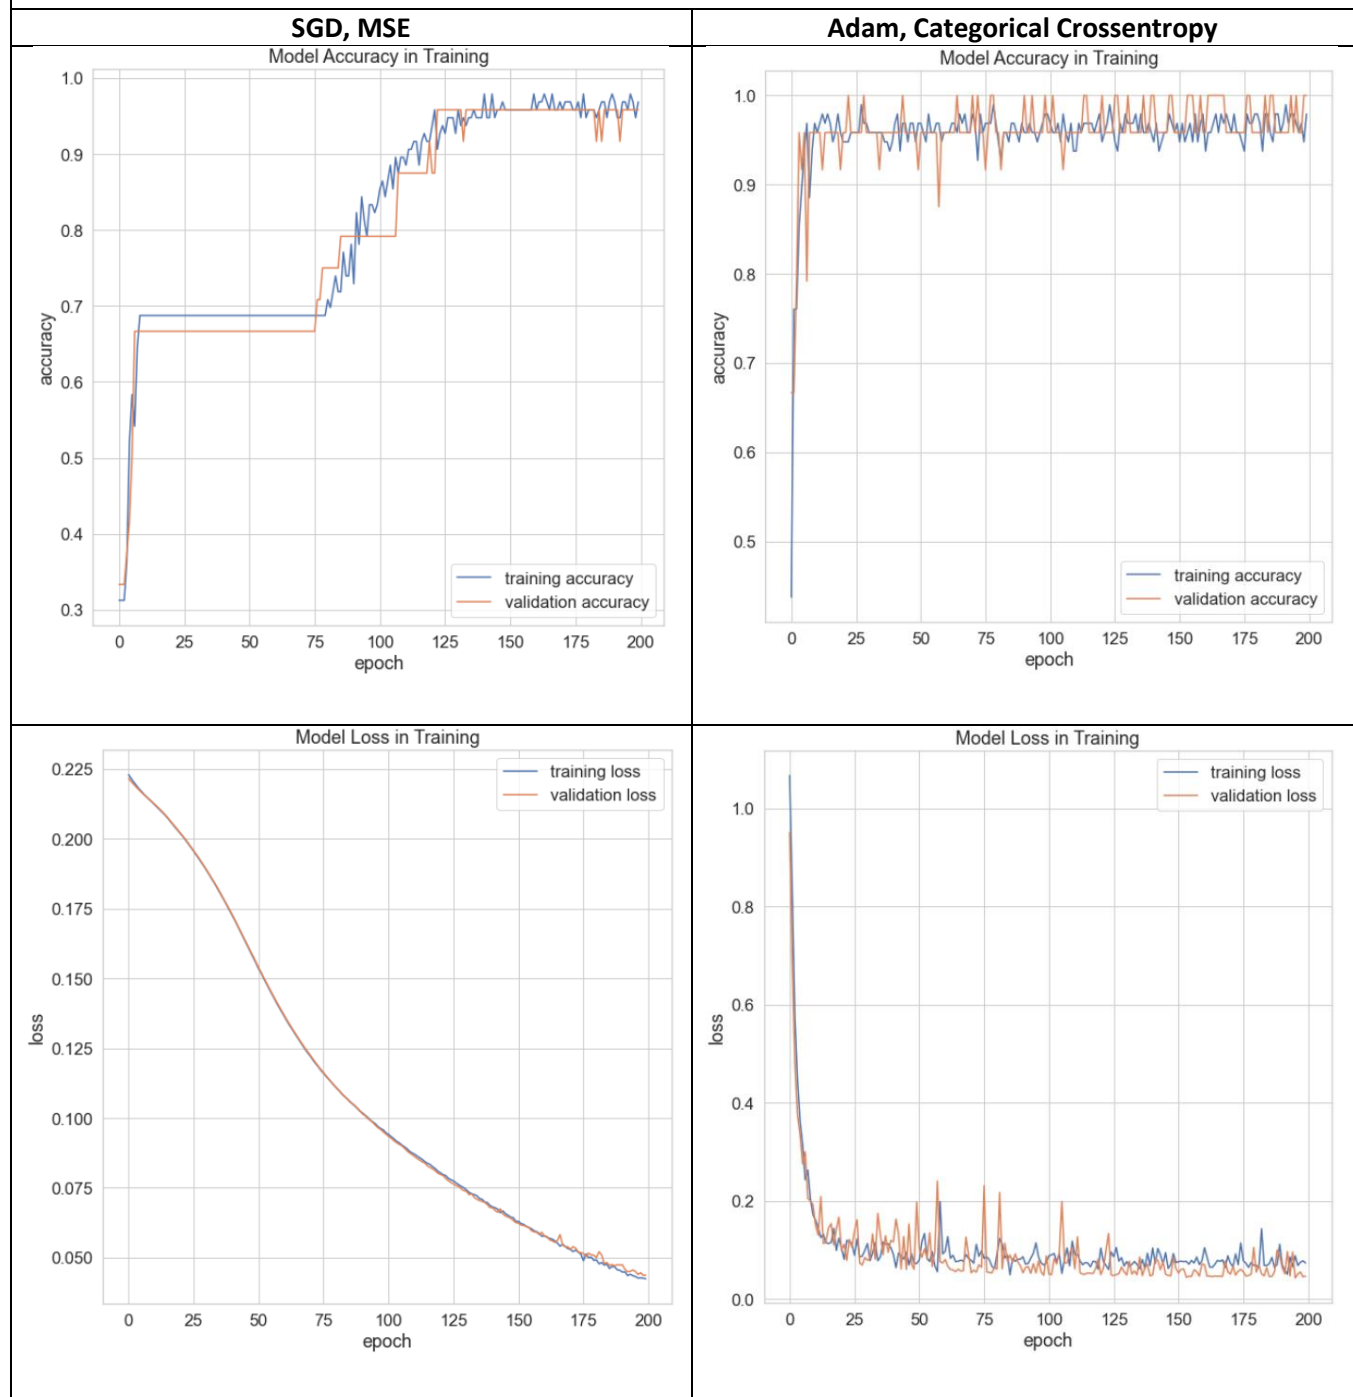 SGD, MSE
Adam, Categorical Crossentropy
Model Accuracy in Training
1.0
0.9
0.8
0.7
0.6
0.5
0.4
0.3
accuracy
training accuracy
validation accuracy
0 25 50 75 100 125 150 175 200
epoch
Model Accuracy in Training
1.0
0.9
0.8
0.7
0.6
0.5
accuracy
training accuracy
validation accuracy
0 25 50 75 100 125 150 175 200
epoch
Model Loss in Training
training loss
validation loss
0.225
0.200
0.175
0.150
0.125
0.100
0.075
0.050
loss
0 25 50 75 100 125 150 175 200
epoch
Model Loss in Training
training loss
validation loss
1.0
0.8
0.6
0.4
0.2
0.0
loss
0 25 50 75 100 125 150 175 200
epoch